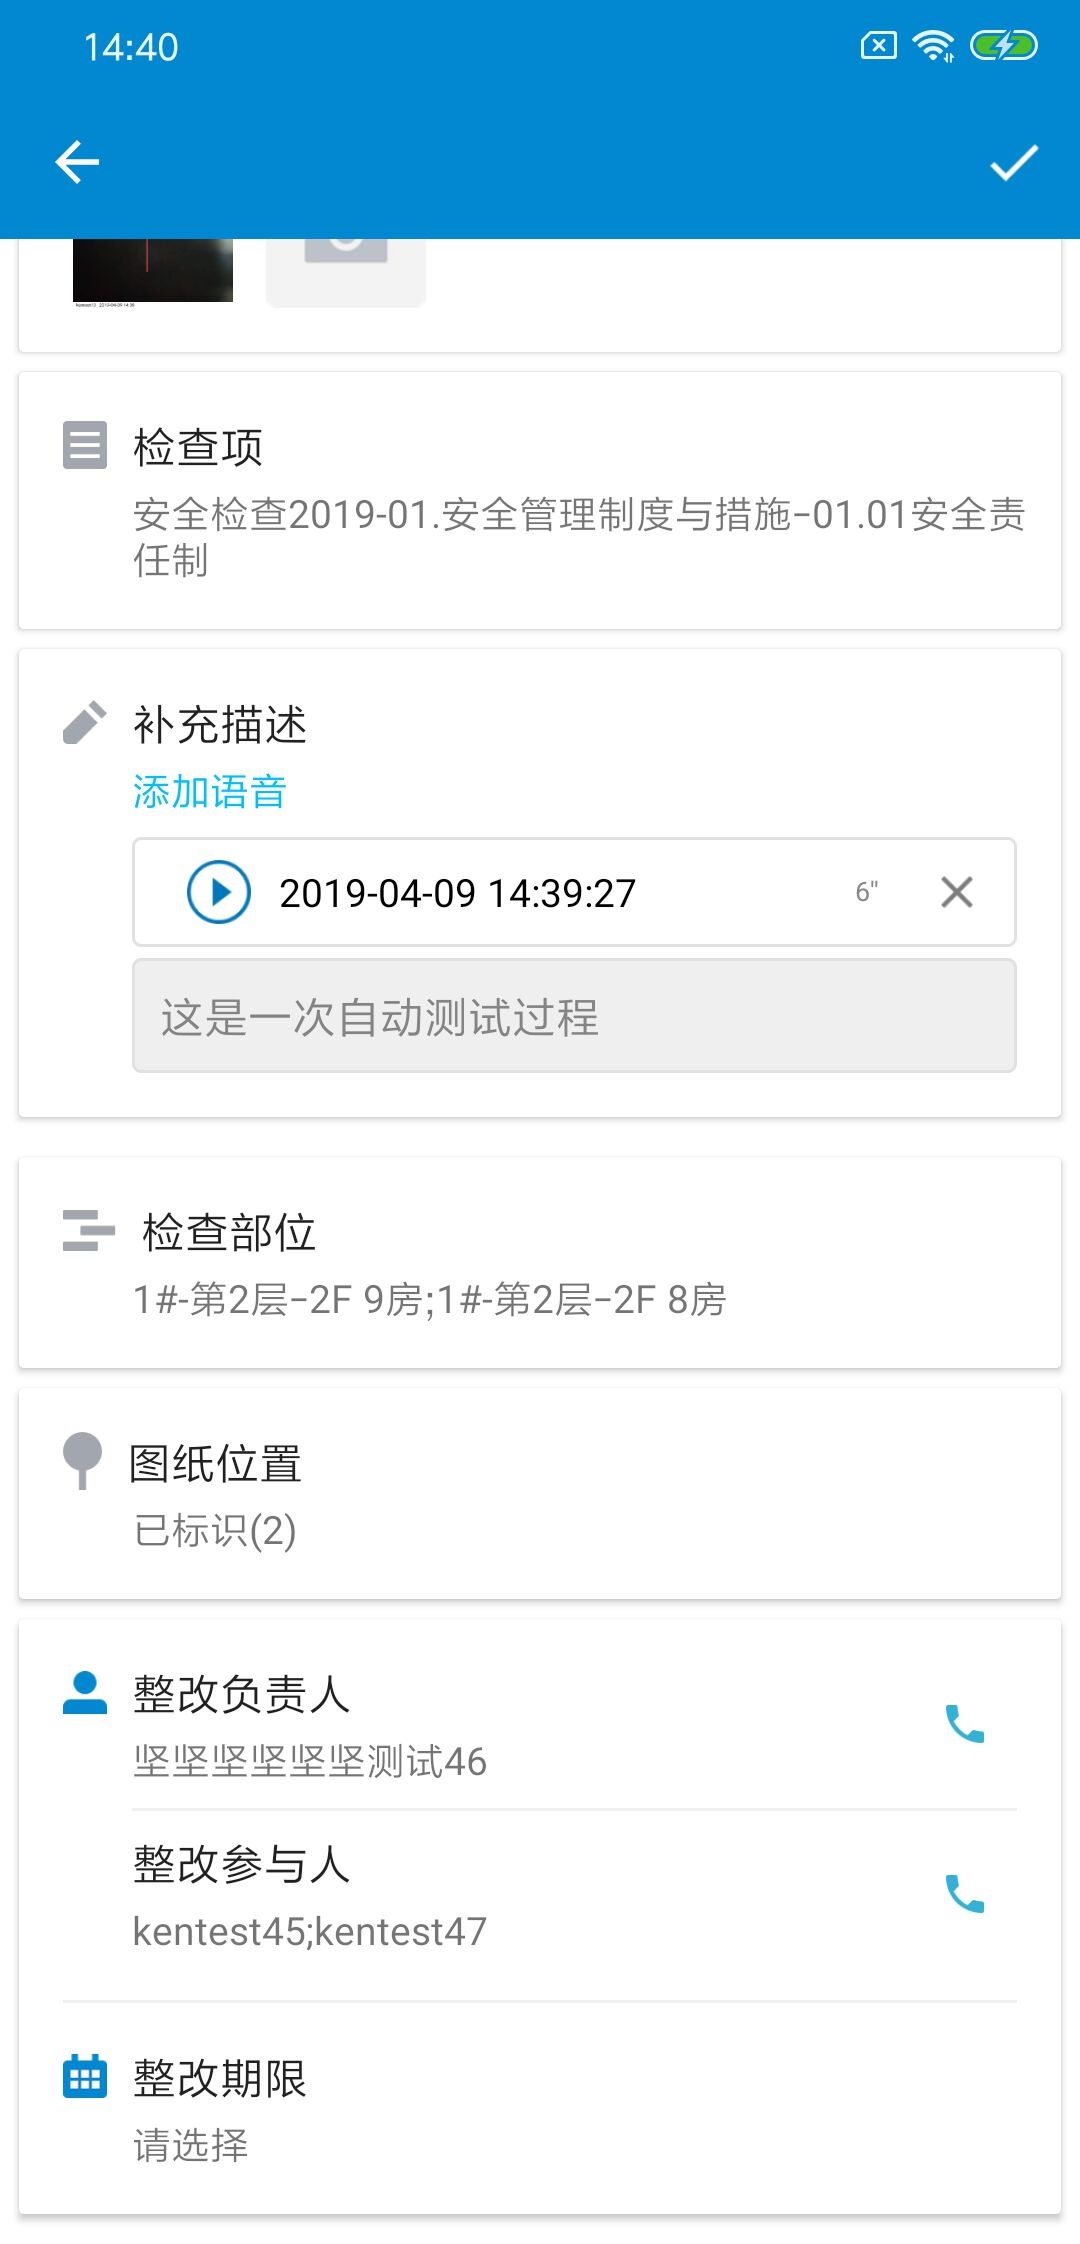 14:40
检查项
安全检查2019-01.安全管理制度与措施-01.01安全责
任制
补充描述
添加语音
2019-04-09 14:39:27 6"
这是一次自动测试过程
检查部位
1#-第2层-2F 9房;1#-第2层-2F 8房
图纸位置
已标识(2)
整改负责人
坚坚坚坚坚坚测试46
整改参与人
kentest45;kentest47
整改期限
请选择